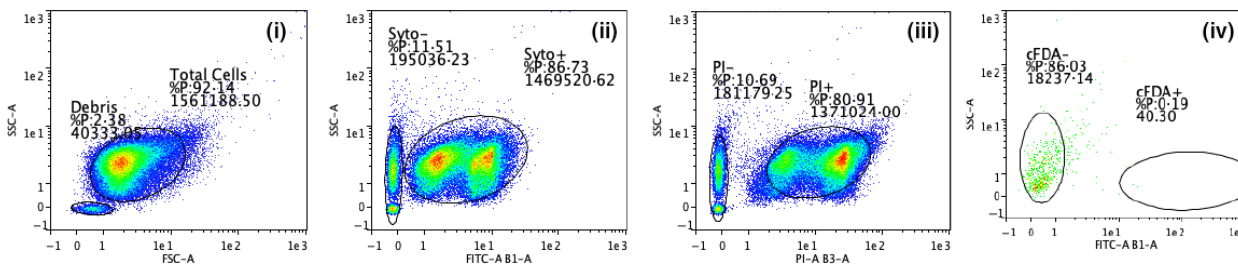 (i)
1e3
1e2
1e1
1
0
−1
SSC-A
Total Cells
%P:92·14
1561188.50
Debris
%P:2·38
40333.05
−1 0 1 1e1 1e2 1e3
FSC-A
(ii)
1e3
1e2
1e1
1
0
−1
SSC-A
Syto−
%P:11·51
195036·23
Syto+
%P:86·73
1469520·62
−1 0 1 1e1 1e2 1e3
FITC-A B1-A
(iii)
1e3
1e2
1e1
1
0
−1
SSC-A
PI−
%P:10·69
181179·25
PI+
%P:80·91
1371024·00
−1 0 1 1e1 1e2 1e3
PI-A B3-A
(iv)
1e3
1e2
1e1
1
0
−1
SSC-A
cFDA−
%P:86·03
18237·14
cFDA+
%P:0·19
40.30
−1 0 1 1e1 1e2 1e3
FITC-A B1-A